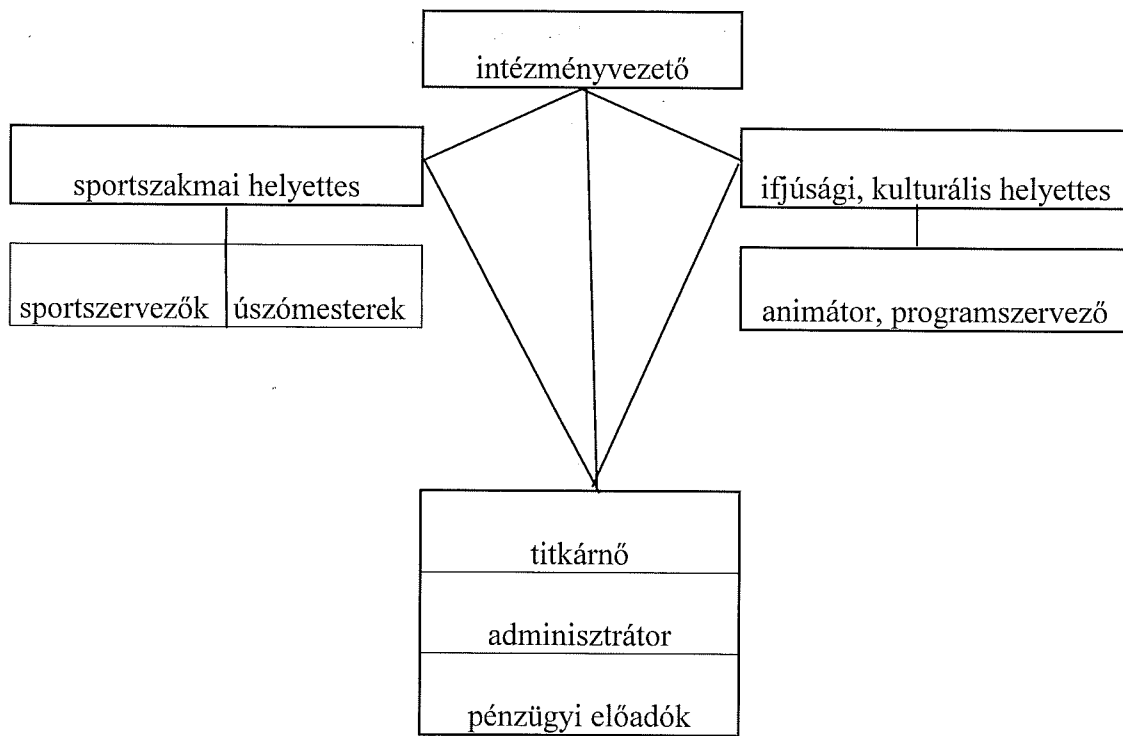 intézményvezető
sportszakmai helyettes
ifjúsági, kulturális helyettes
sportszervezők
úszómesterek
animátor, programszervező
titkárnő
adminisztrátor
pénzügyi előadók